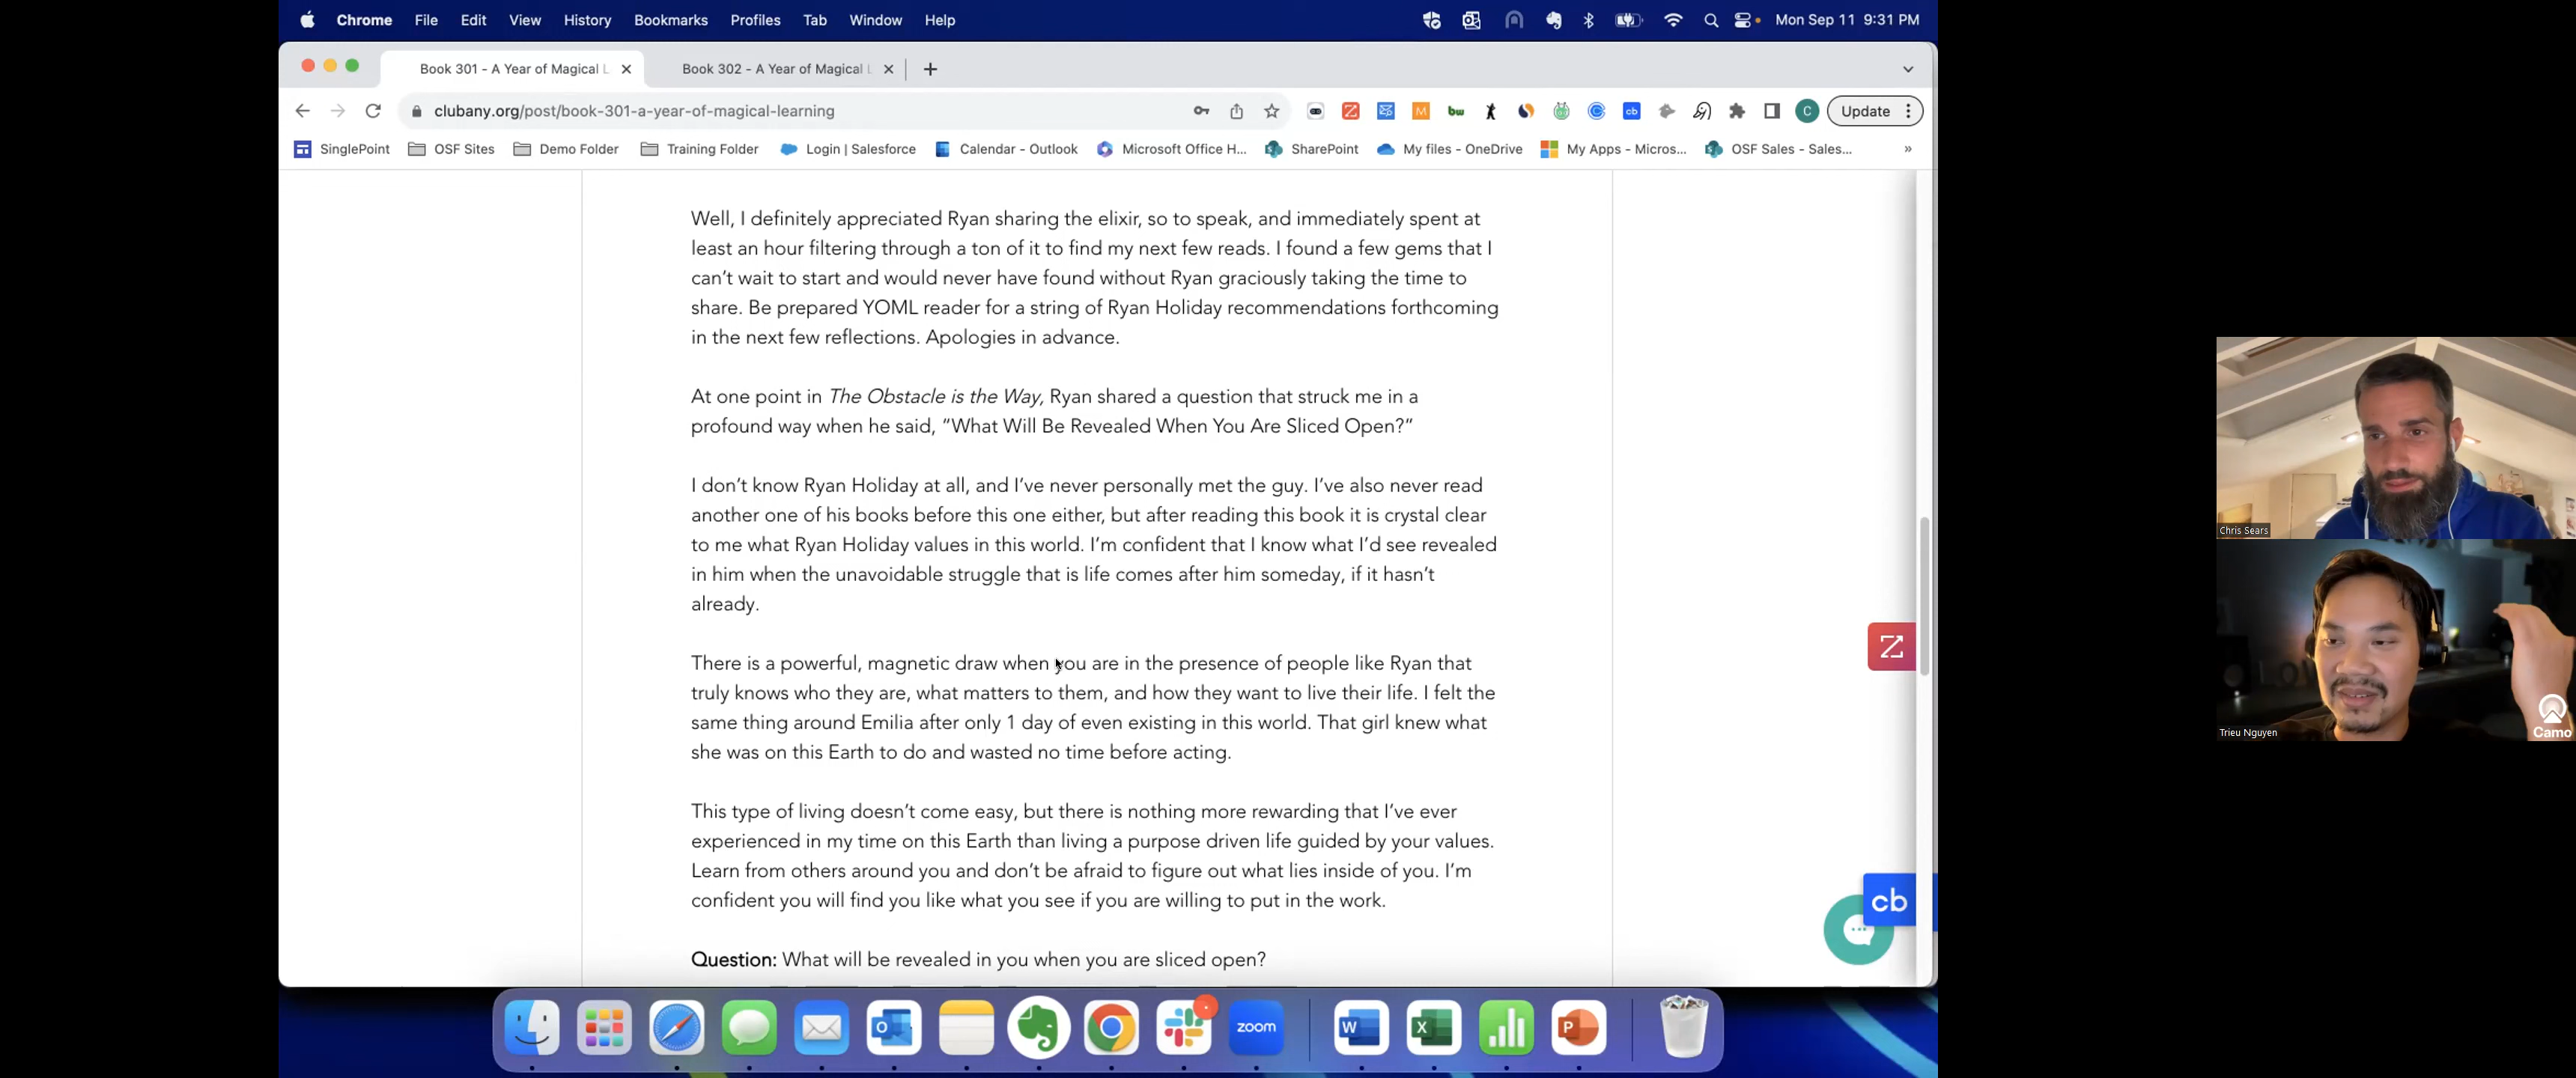 Chrome File Edit View History Bookmarks Profiles Tab Window Help Mon Sep 11 9:31 PM
Book 301 - A Year of Magical L Book 302 - A Year of Magical L
clubany.org/post/book-301-a-year-of-magical-learning M bw cb C Update
SinglePoint OSF Sites Demo Folder Training Folder Login | Salesforce Calendar - Outlook Microsoft Office H... SharePoint My files - OneDrive My Apps - Micros... OSF Sales - Sales... »
Well, I definitely appreciated Ryan sharing the elixir, so to speak, and immediately spent at
least an hour filtering through a ton of it to find my next few reads. I found a few gems that I
can’t wait to start and would never have found without Ryan graciously taking the time to
share. Be prepared YOML reader for a string of Ryan Holiday recommendations forthcoming
in the next few reflections. Apologies in advance.
At one point in The Obstacle is the Way, Ryan shared a question that struck me in a
profound way when he said, “What Will Be Revealed When You Are Sliced Open?”
I don’t know Ryan Holiday at all, and I’ve never personally met the guy. I’ve also never read
another one of his books before this one either, but after reading this book it is crystal clear
to me what Ryan Holiday values in this world. I’m confident that I know what I’d see revealed
in him when the unavoidable struggle that is life comes after him someday, if it hasn’t
already.
There is a powerful, magnetic draw when you are in the presence of people like Ryan that
truly knows who they are, what matters to them, and how they want to live their life. I felt the
same thing around Emilia after only 1 day of even existing in this world. That girl knew what
she was on this Earth to do and wasted no time before acting.
This type of living doesn’t come easy, but there is nothing more rewarding that I’ve ever
experienced in my time on this Earth than living a purpose driven life guided by your values.
Learn from others around you and don’t be afraid to figure out what lies inside of you. I’m
confident you will find you like what you see if you are willing to put in the work.
Question: What will be revealed in you when you are sliced open?
cb
O zoom W X P
Chris Sears
Trieu Nguyen
Camo